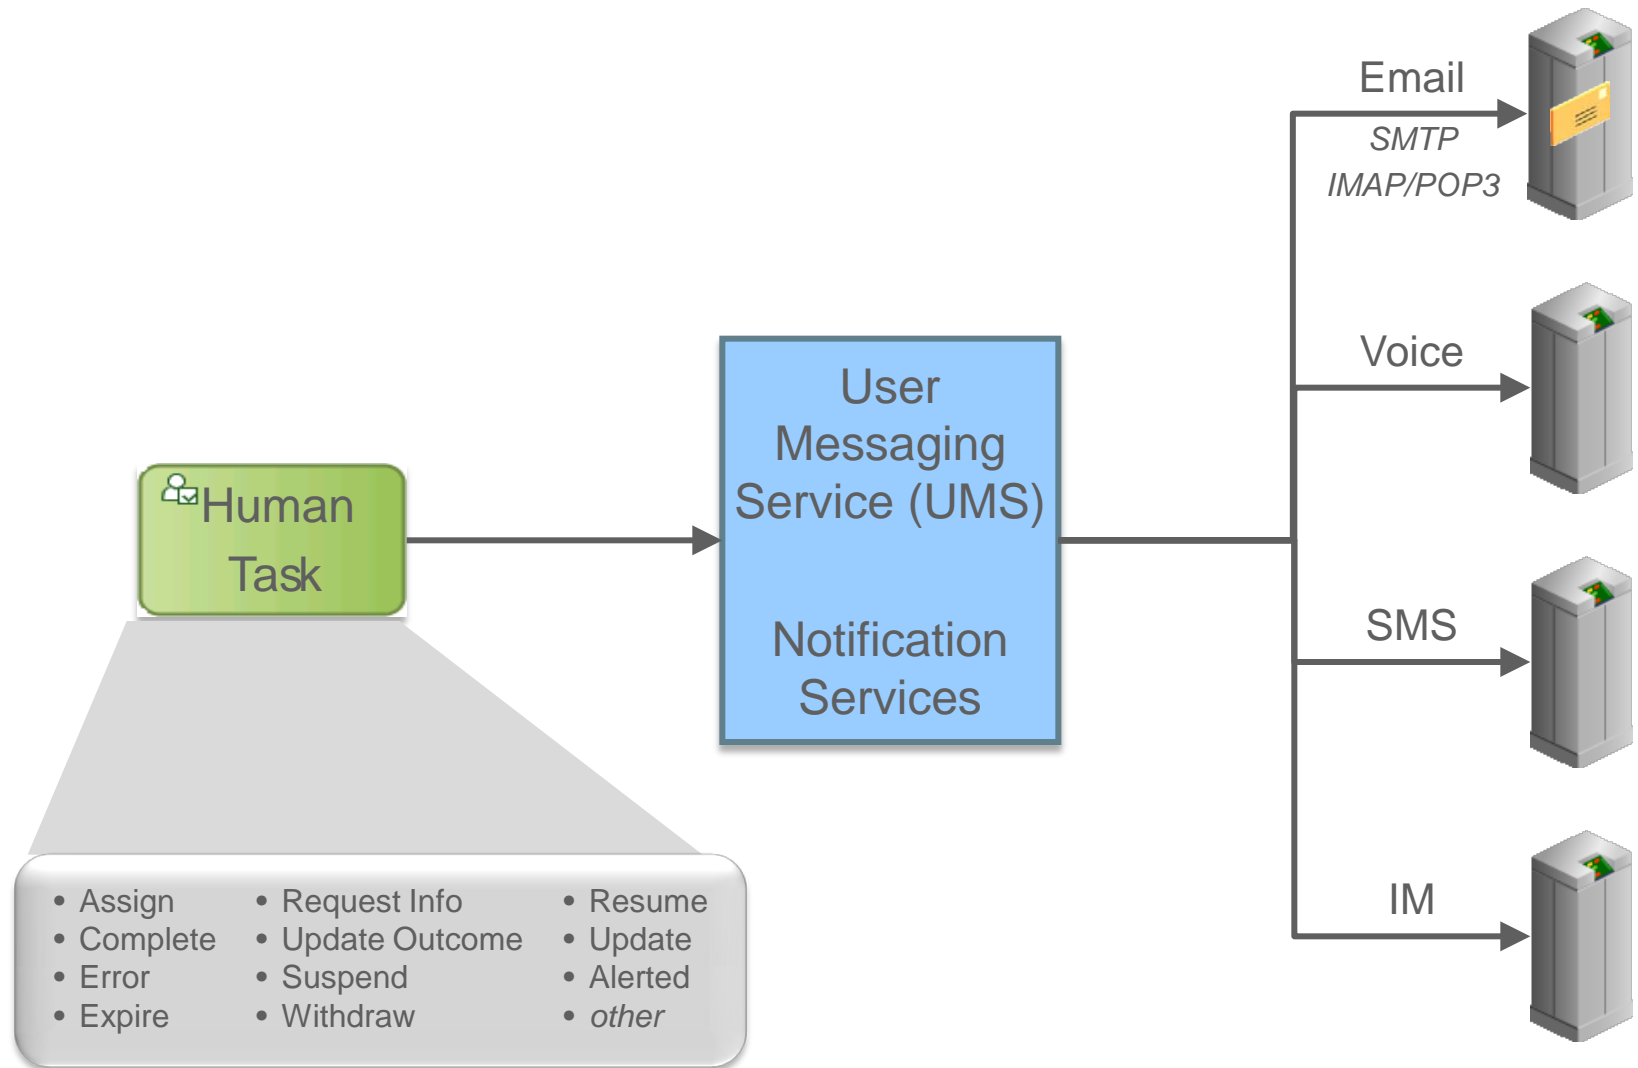 Email
SMTP
IMAP/POP3
Voice
User
Messaging
Service (UMS)
Notification
Services
Human
Task
SMS
IM
• Assign
• Complete
• Error
• Expire
• Request Info
• Update Outcome
• Suspend
• Withdraw
• Resume
• Update
• Alerted
• other